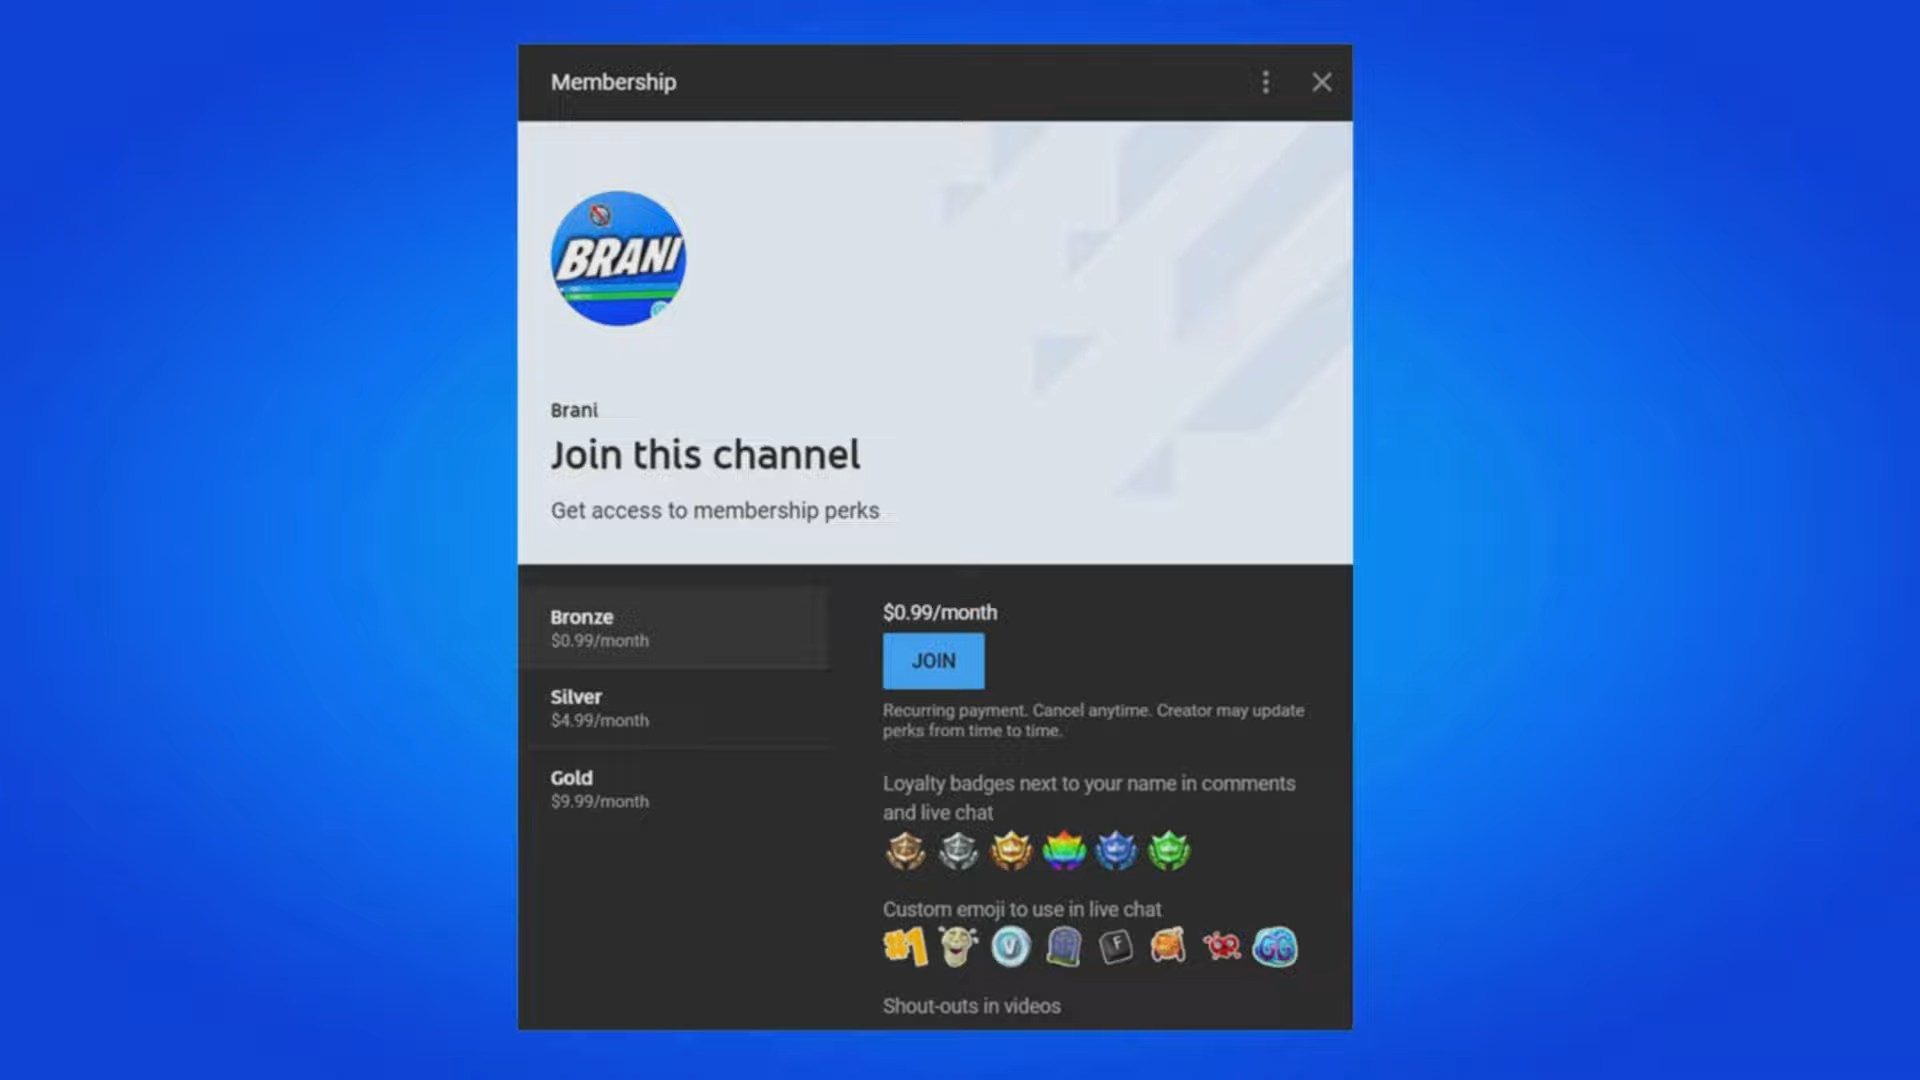 Membership
BRANI
Brani
Join this channel
Get access to membership perks
Bronze
$0.99/month
Silver
$4.99/month
Gold
$9.99/month
$0.99/month
JOIN
Recurring payment. Cancel anytime. Creator may update
perks from time to time.
Loyalty badges next to your name in comments
and live chat
Custom emoji to use in live chat
#1
V
F
GG
Shout-outs in videos